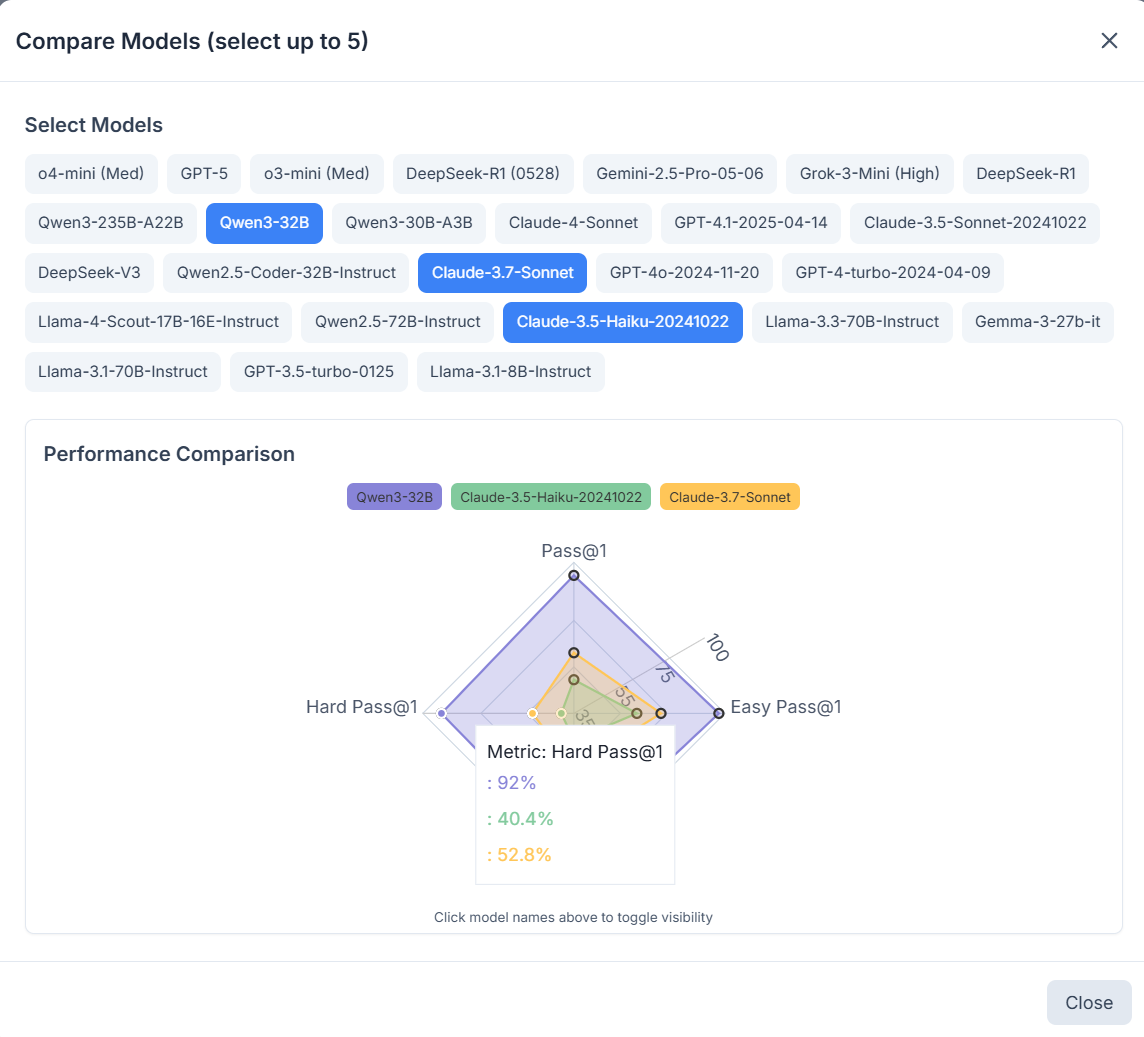 Compare Models (select up to 5)
Select Models
o4-mini (Med) GPT-5 o3-mini (Med) DeepSeek-R1 (0528) Gemini-2.5-Pro-05-06 Grok-3-Mini (High) DeepSeek-R1
Qwen3-235B-A22B Qwen3-32B Qwen3-30B-A3B Claude-4-Sonnet GPT-4.1-2025-04-14 Claude-3.5-Sonnet-20241022
DeepSeek-V3 Qwen2.5-Coder-32B-Instruct Claude-3.7-Sonnet GPT-4o-2024-11-20 GPT-4-turbo-2024-04-09
Llama-4-Scout-17B-16E-Instruct Qwen2.5-72B-Instruct Claude-3.5-Haiku-20241022 Llama-3.3-70B-Instruct Gemma-3-27b-it
Llama-3.1-70B-Instruct GPT-3.5-turbo-0125 Llama-3.1-8B-Instruct
Performance Comparison
Qwen3-32B Claude-3.5-Haiku-20241022 Claude-3.7-Sonnet
Pass@1
100
75
55
35
Hard Pass@1
Easy Pass@1
Metric: Hard Pass@1
: 92%
: 40.4%
: 52.8%
Click model names above to toggle visibility
Close